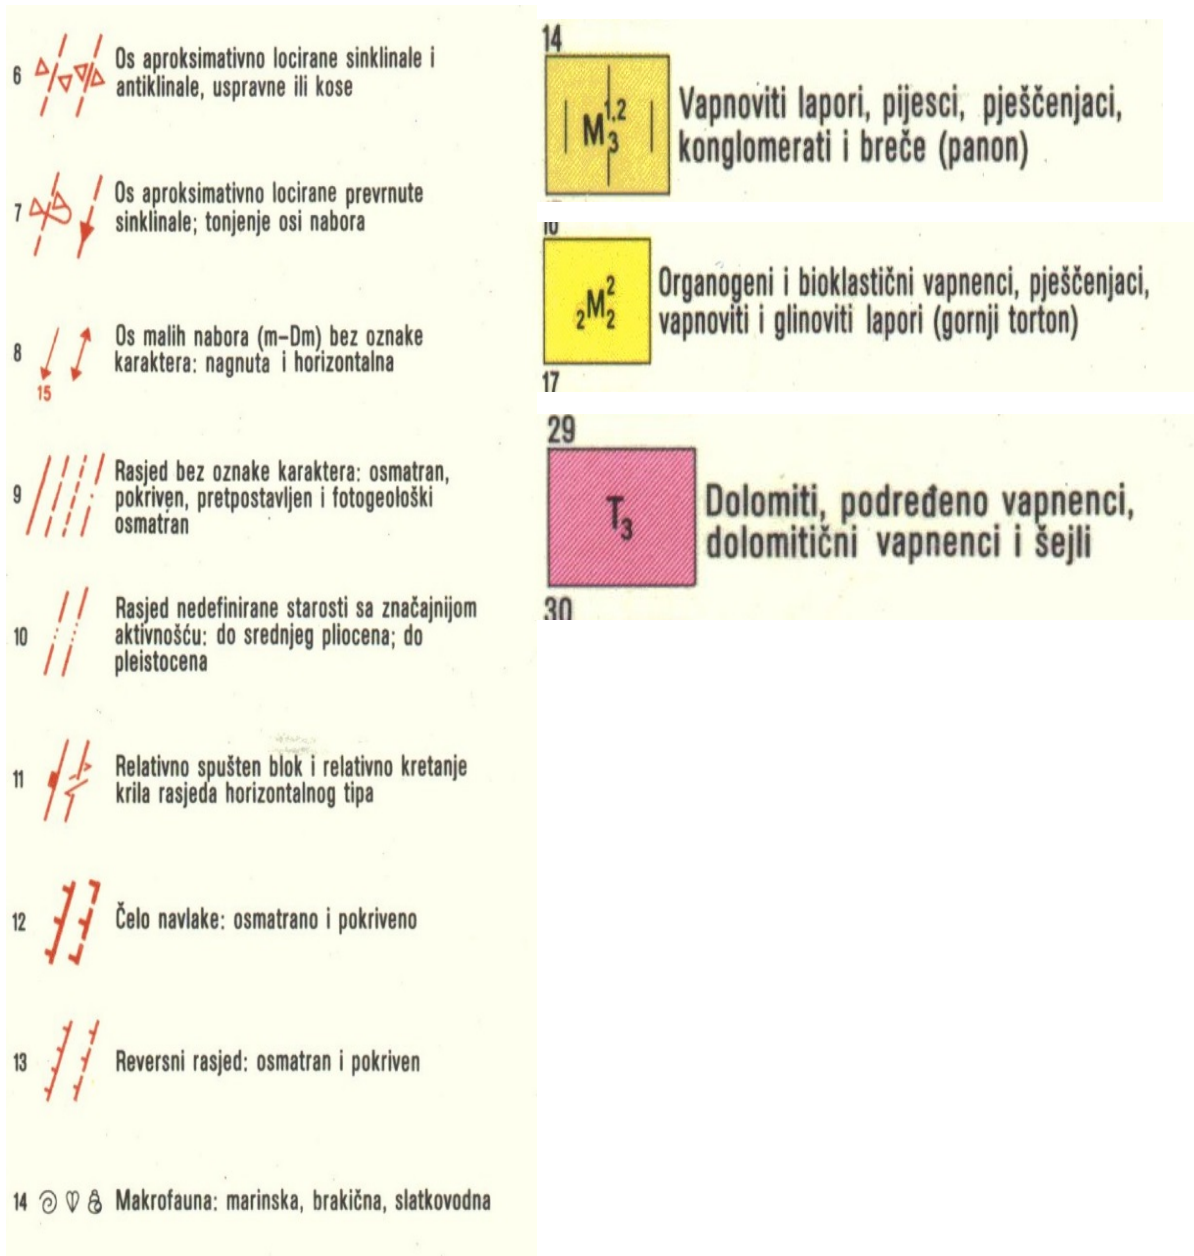 6 Os aproksimativno locirane sinklinale i
antiklinale, uspravne ili kose
7 Os aproksimativno locirane prevrnute
sinklinale; tonjenje osi nabora
8 Os malih nabora (m–Dm) bez oznake
karaktera: nagnuta i horizontalna
15
9 Rasjed bez oznake karaktera: osmatran,
pokriven, pretpostavljen i fotogeološki
osmatran
10 Rasjed nedefinirane starosti sa značajnijom
aktivnošću: do srednjeg pliocena; do
pleistocena
11 Relativno spušten blok i relativno kretanje
krila rasjeda horizontalnog tipa
12 Čelo navlake: osmatrano i pokriveno
13 Reversni rasjed: osmatran i pokriven
14 Makrofauna: marinska, brakična, slatkovodna
14
M₃¹·² Vapnoviti lapori, pijesci, pješčenjaci,
konglomerati i breče (panon)
₂M₂² Organogeni i bioklastični vapnenci, pješčenjaci,
vapnoviti i glinoviti lapori (gornji torton)
17
29
T₃ Dolomiti, podređeno vapnenci,
dolomitični vapnenci i šejli
30